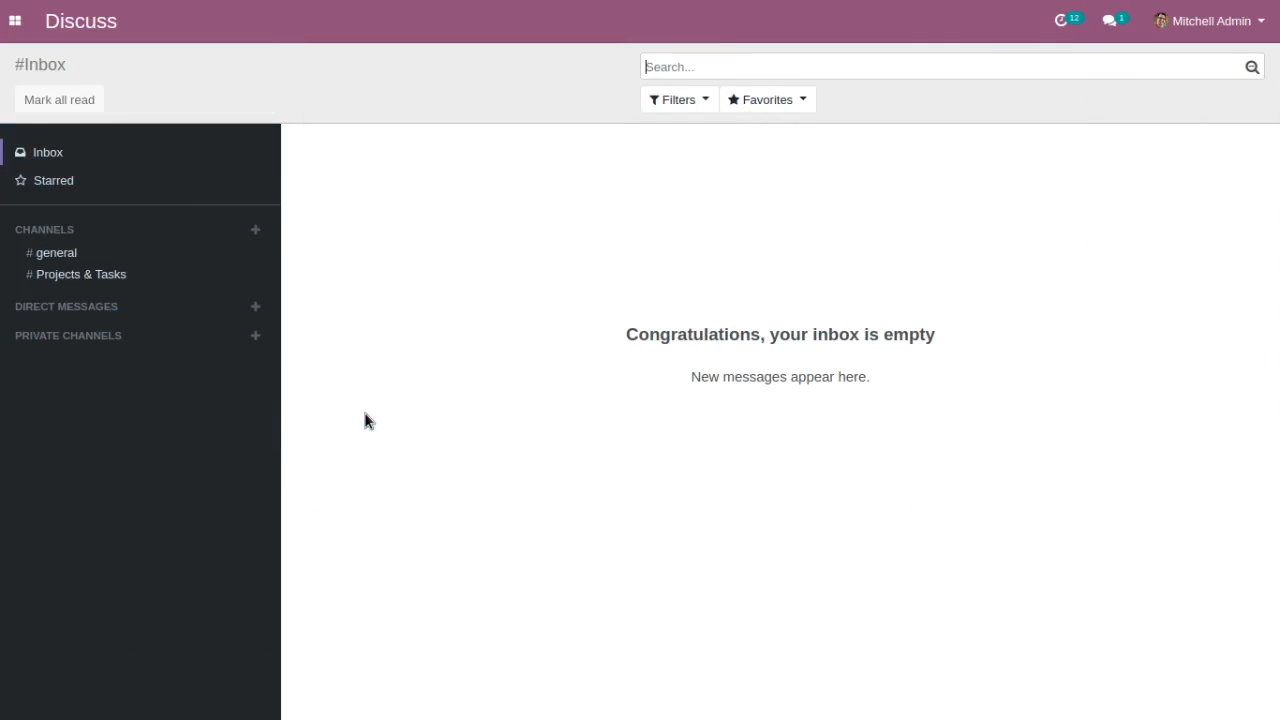 Discuss
12
1
Mitchell Admin
#Inbox
Search...
Mark all read
Filters
Favorites
Inbox
Starred
CHANNELS
# general
# Projects & Tasks
DIRECT MESSAGES
PRIVATE CHANNELS
Congratulations, your inbox is empty
New messages appear here.